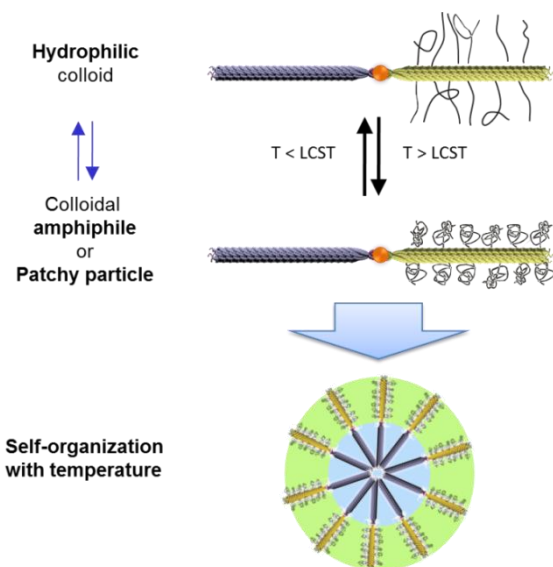 Hydrophilic
colloid
T < LCST
T > LCST
Colloidal
amphiphile
or
Patchy particle
Self-organization
with temperature